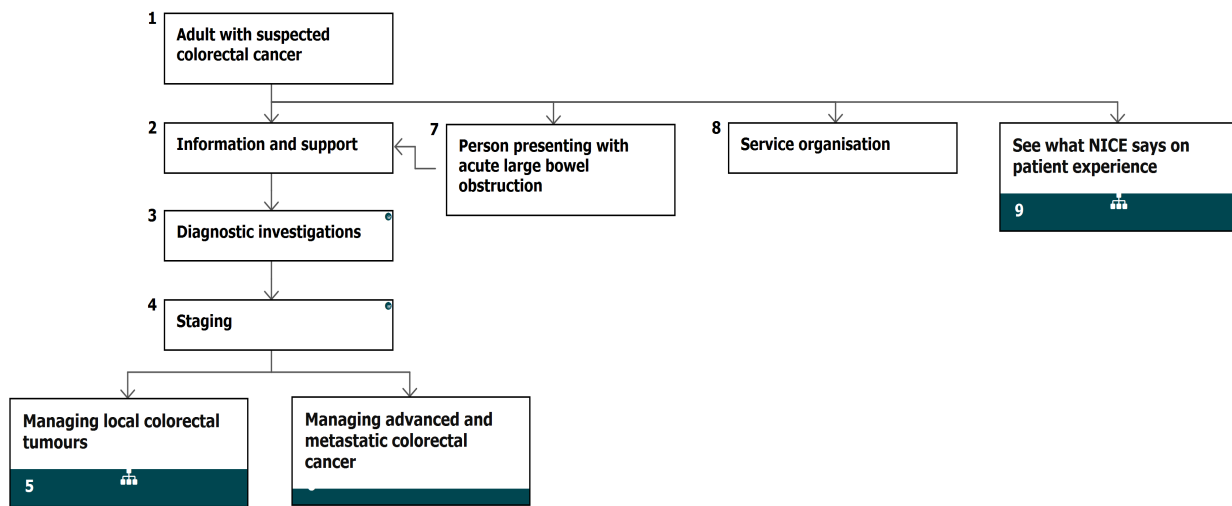 1
Adult with suspected
colorectal cancer
2
Information and support
7
Person presenting with
acute large bowel
obstruction
8
Service organisation
See what NICE says on
patient experience
9
3
Diagnostic investigations
4
Staging
Managing local colorectal
tumours
5
Managing advanced and
metastatic colorectal
cancer